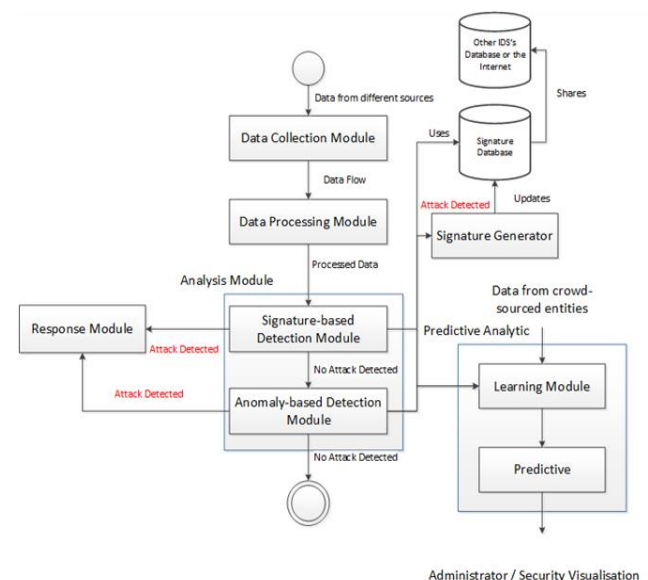 Other IDS's
Database or the
Internet
Data from different sources
Shares
Data Collection Module
Uses
Signature
Database
Data Flow
Attack Detected
Updates
Data Processing Module
Signature Generator
Processed Data
Analysis Module
Data from crowd-
sourced entities
Response Module
Signature-based
Detection Module
Predictive Analytic
Attack Detected
No Attack Detected
Learning Module
Attack Detected
Anomaly-based Detection
Module
No Attack Detected
Predictive
Administrator / Security Visualisation